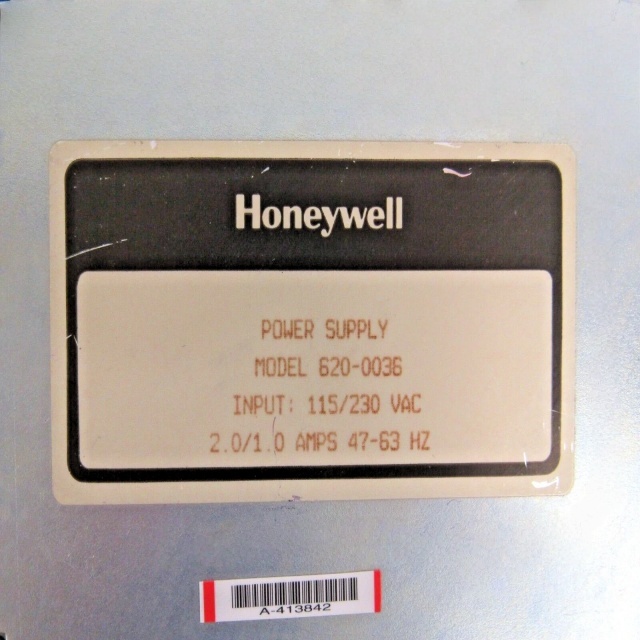 Honeywell
POWER SUPPLY
MODEL 620-0036
INPUT: 115/230 VAC
2.0/1.0 AMPS 47-63 HZ
A-413842